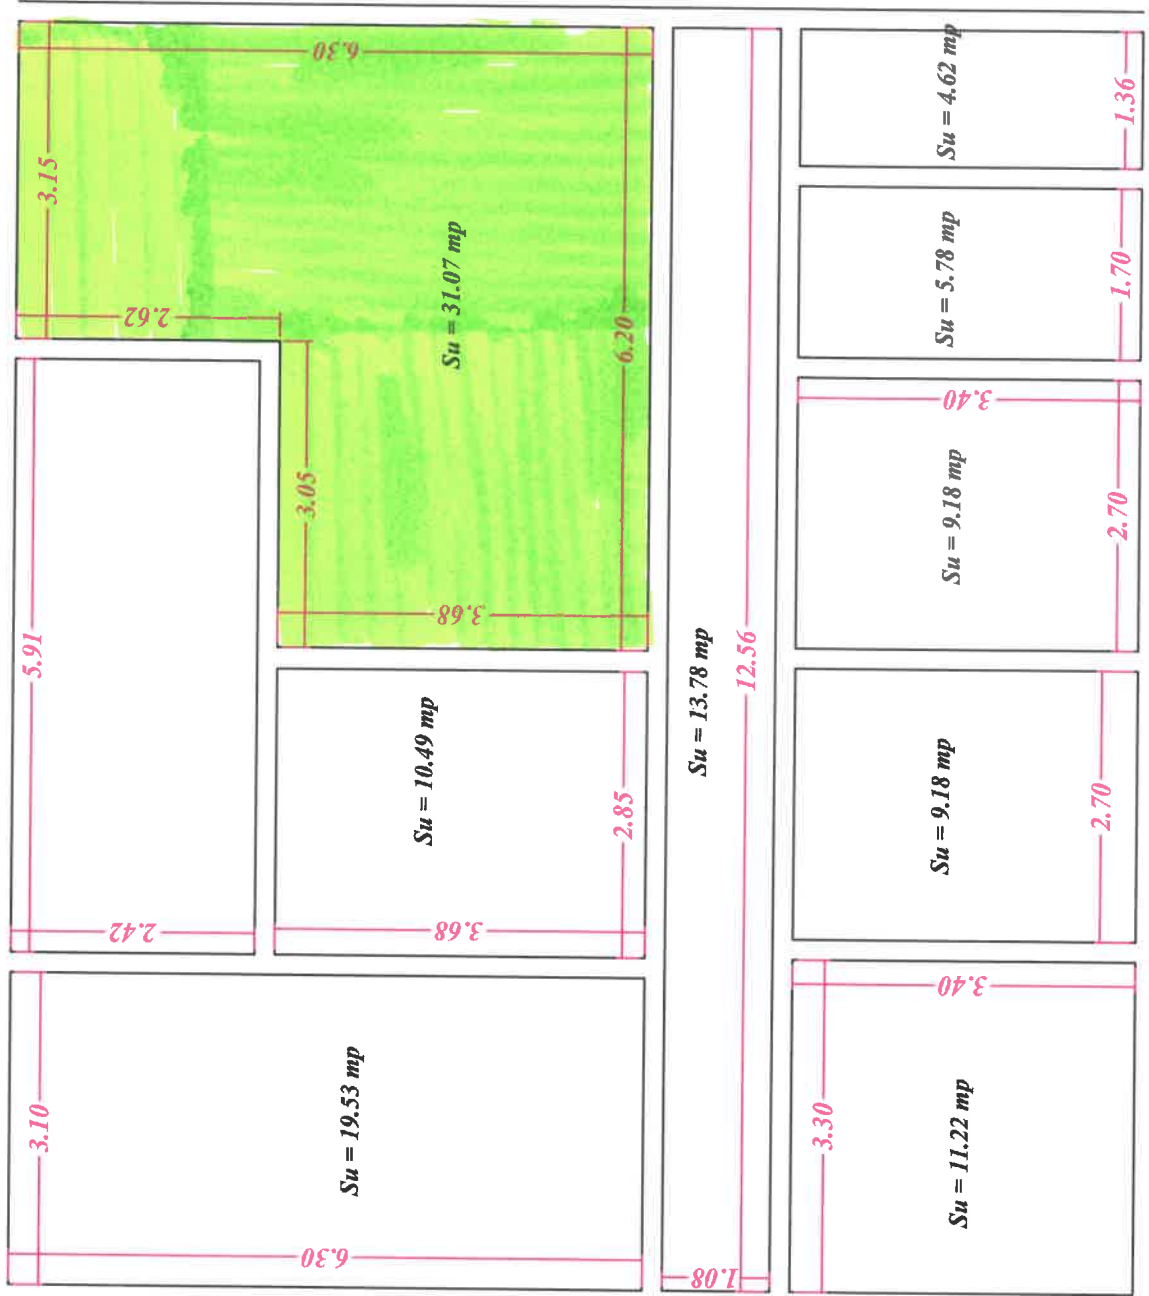 6.30
3.15
2.62
Su = 31.07 mp
6.20
3.05
3.68
Su = 4.62 mp
1.36
Su = 5.78 mp
1.70
3.40
Su = 9.18 mp
2.70
5.91
2.42
Su = 10.49 mp
2.85
3.68
Su = 13.78 mp
12.56
1.08
Su = 9.18 mp
2.70
3.10
Su = 19.53 mp
6.30
3.40
3.30
Su = 11.22 mp